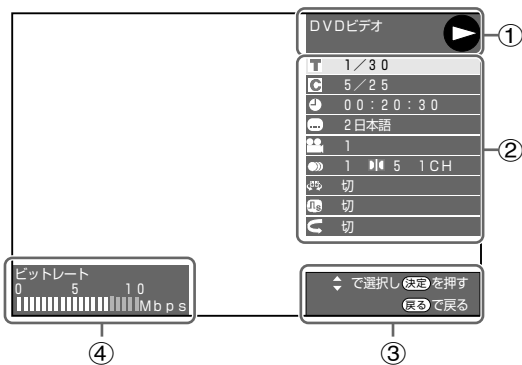 DVDビデオ
①
T 1/30
C 5/25
00:20:30
2日本語
1
1 5 1CH
切
切
切
②
ビットレート
0 5 10
Mbps
で選択し 決定 を押す
戻る で戻る
④
③